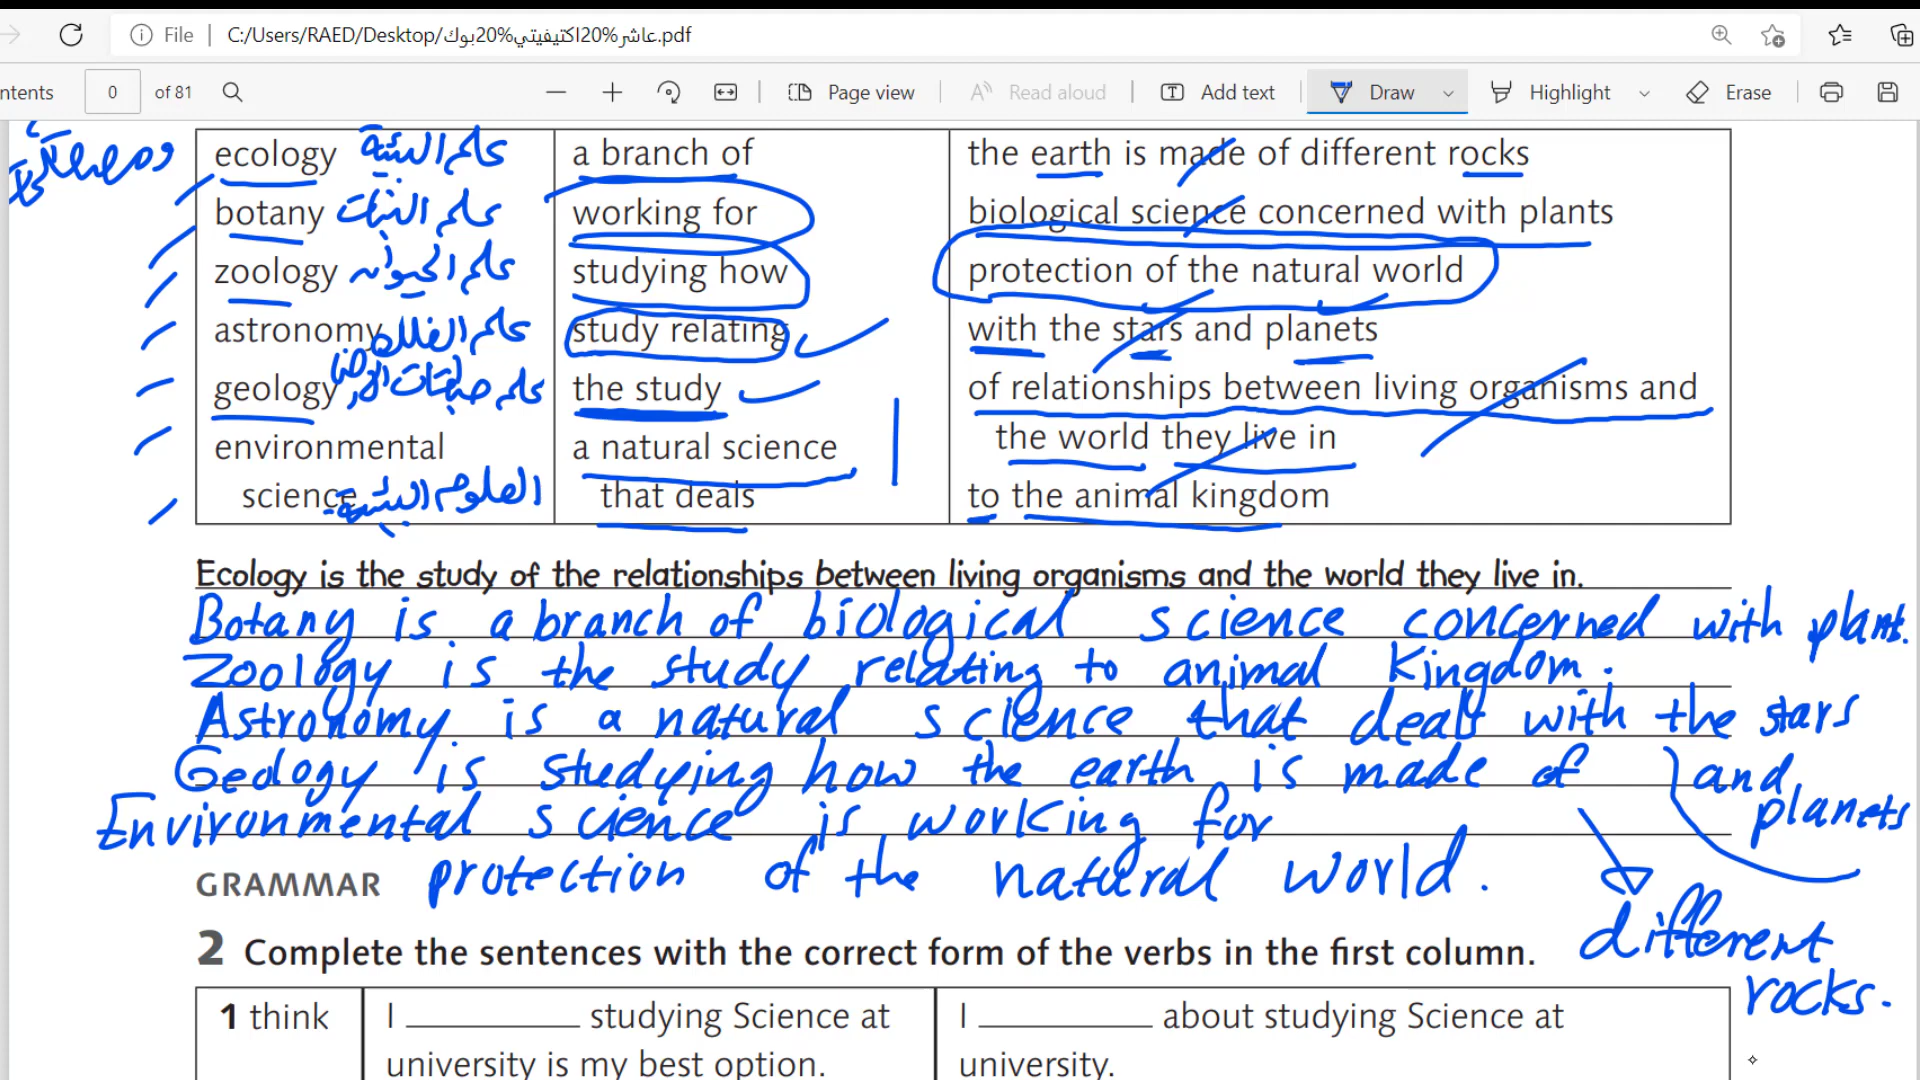 File | C:/Users/RAED/Desktop/عاشر%20اكتيفيتي%20بوك.pdf
ntents 0 of 81 Page view Read aloud Add text Draw Highlight Erase
ecology علم البيئة a branch of the earth is made of different rocks
botany علم النبات working for biological science concerned with plants
zoology علم الحيوان studying how protection of the natural world
astronomy علم الفلك study relating with the stars and planets
geology علم طبقات الأرض the study of relationships between living organisms and
environmental a natural science the world they live in
science العلوم البيئية that deals to the animal kingdom
Ecology is the study of the relationships between living organisms and the world they live in.
Botany is a branch of biological science concerned with plant.
Zoology is the study relating to animal Kingdom.
Astronomy is a natural science that deals with the stars
and planets
Geology is studying how the earth is made of
different rocks.
Environmental science is working for
protection of the natural world.
GRAMMAR
2 Complete the sentences with the correct form of the verbs in the first column.
1 think I ____ studying Science at I ____ about studying Science at
university is my best option. university.